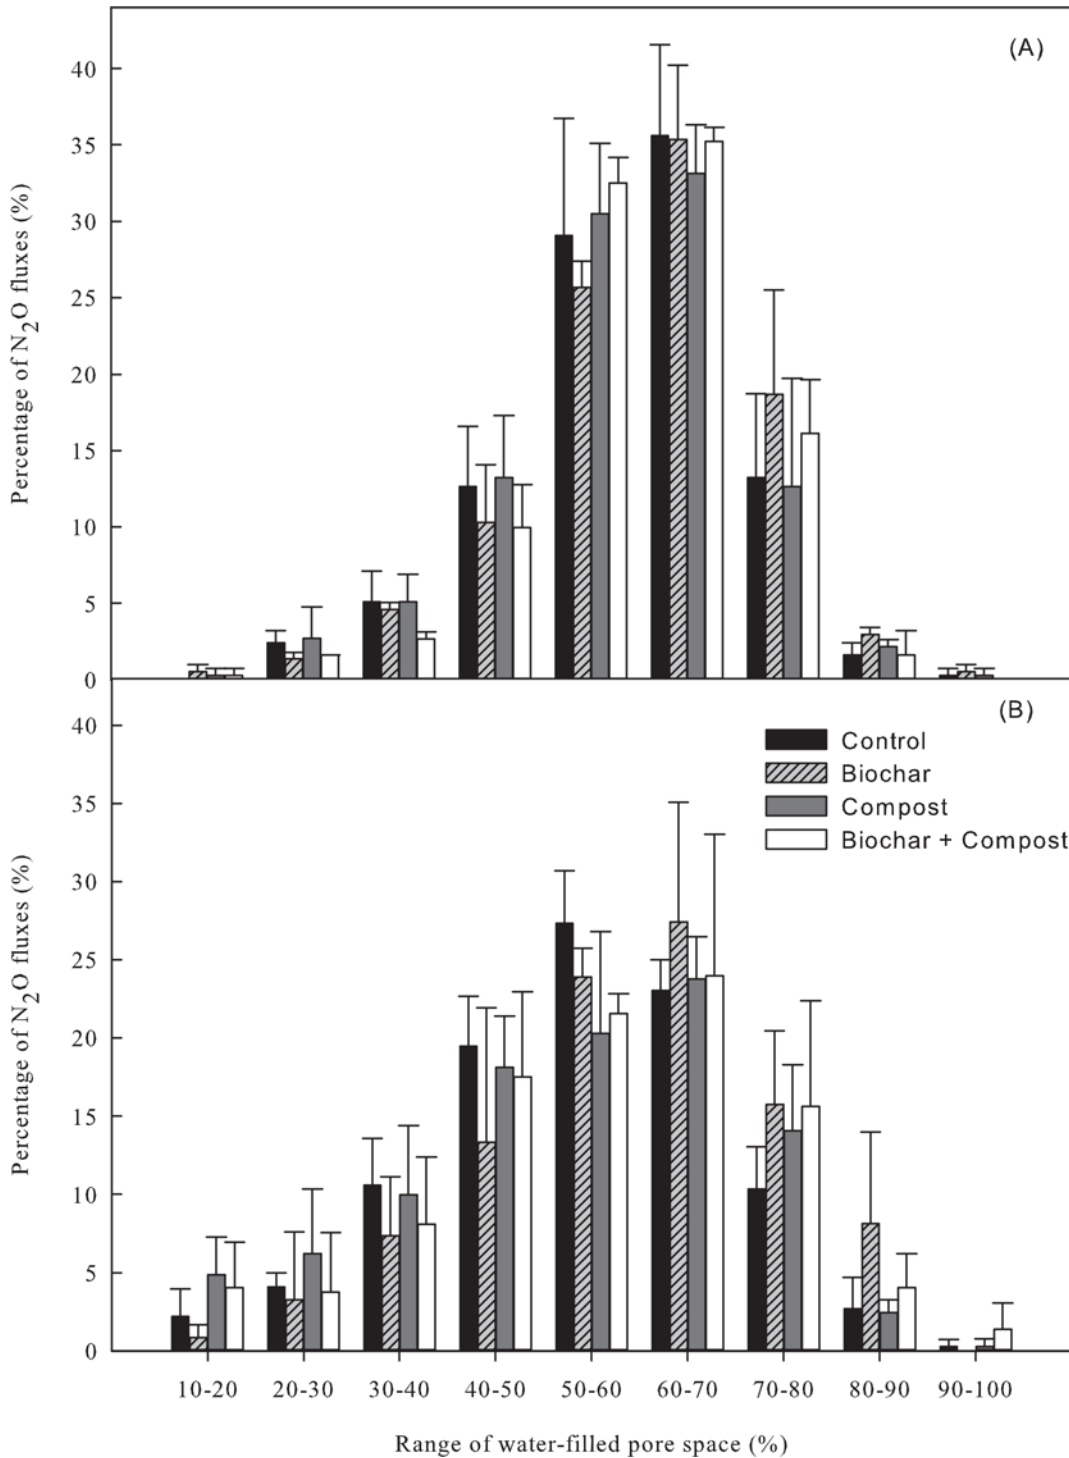 (A)
40
35
30
25
20
15
10
5
0
Percentage of N2O fluxes (%)
(B)
Control
Biochar
Compost
Biochar + Compost
40
35
30
25
20
15
10
5
0
Percentage of N2O fluxes (%)
10-20 20-30 30-40 40-50 50-60 60-70 70-80 80-90 90-100
Range of water-filled pore space (%)